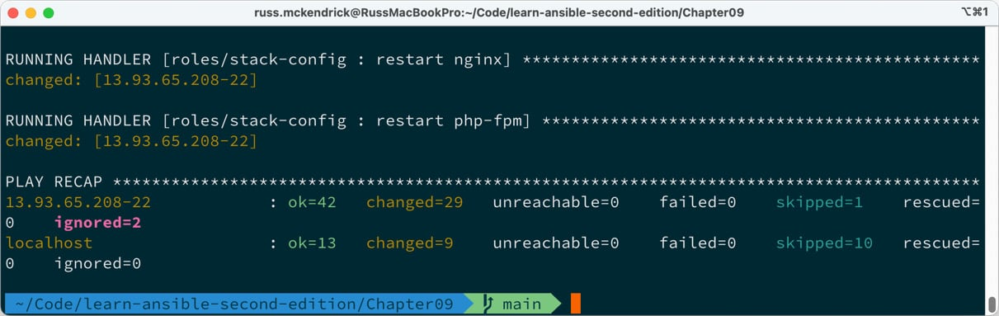 russ.mckendrick@RussMacBookPro:~/Code/learn-ansible-second-edition/Chapter09 ⌥⌘1
RUNNING HANDLER [roles/stack-config : restart nginx] ***********************************************
changed: [13.93.65.208-22]
RUNNING HANDLER [roles/stack-config : restart php-fpm] *********************************************
changed: [13.93.65.208-22]
PLAY RECAP *****************************************************************************************
13.93.65.208-22            : ok=42   changed=29   unreachable=0    failed=0    skipped=1    rescued=
0    ignored=2
localhost                  : ok=13   changed=9    unreachable=0    failed=0    skipped=10   rescued=
0    ignored=0
~/Code/learn-ansible-second-edition/Chapter09 main